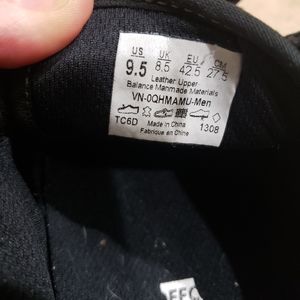 US UK EU CM
9.5 8.5 42.5 27.5
Leather Upper
Balance Manmade Materials
VN-0QHMAMU-Men
TC6D 1308
Made in China
Fabriqué en Chine